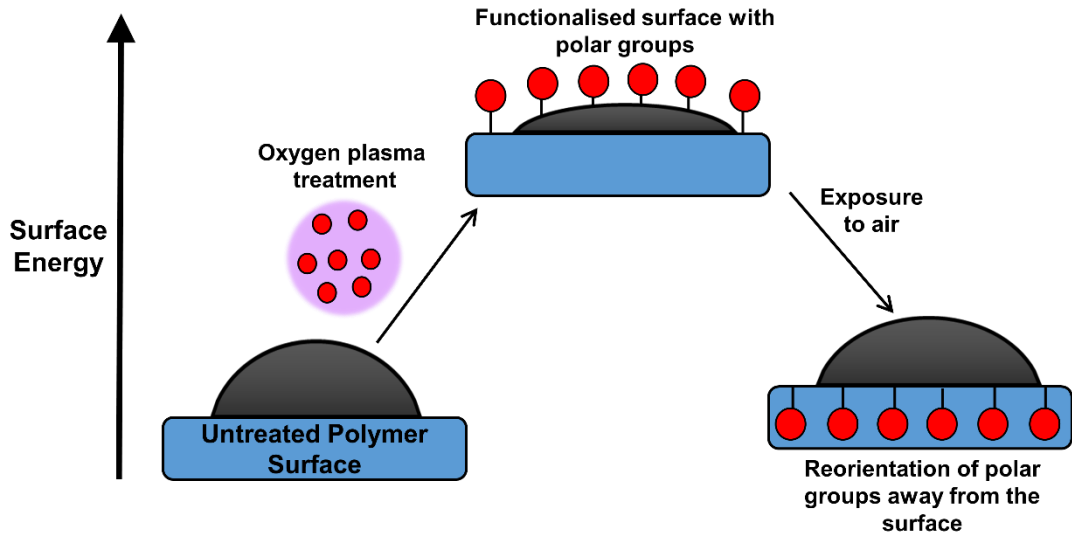 Functionalised surface with
polar groups
Oxygen plasma
treatment
Exposure
to air
Surface
Energy
Untreated Polymer
Surface
Reorientation of polar
groups away from the
surface